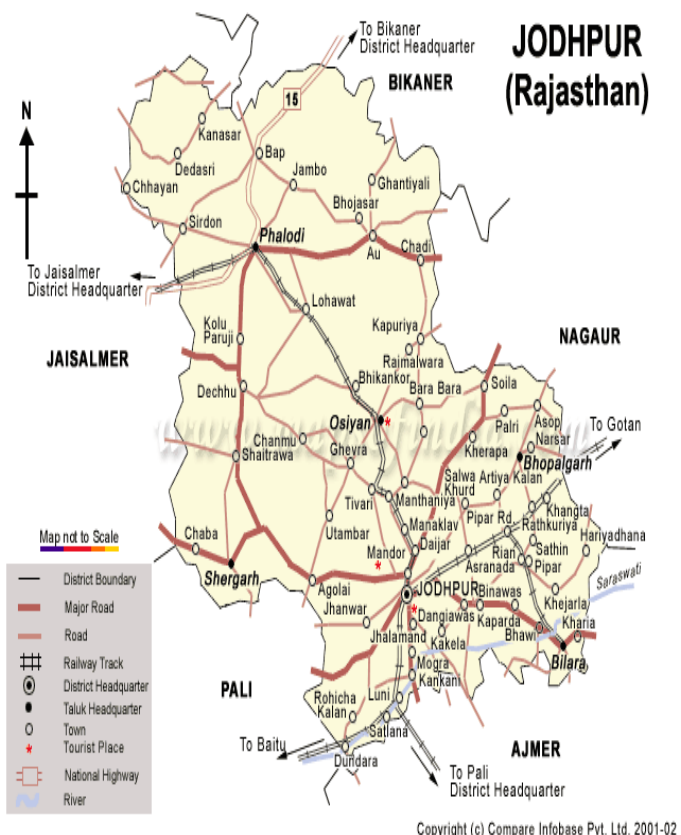 To Bikaner
District Headquarter
JODHPUR
(Rajasthan)
BIKANER
15
N
Kanasar
Bap
Dedasri
Jambo
Ghantiyali
Chhayan
Bhojasar
Sirdon
Phalodi
Au
Chadi
To Jaisalmer
District Headquarter
Lohawat
Kolu
Paruji
Kapuriya
Raimalwara
NAGAUR
JAISALMER
Bhikankor
Dechhu
Bara Bara
Soila
www.mapsofindia.com
Osiyan
Palri
Asop
To Gotan
Chanmu
Shaitrawa
Ghevra
Kherapa
Narsar
Bhopalgarh
Salwa
Khurd
Artiya Kalan
Tivari
Manthaniya
Khangta
Utambar
Pipar Rd.
Rathkuriya
Manaklav
Hariyadhana
Map not to Scale
Chaba
Mandor
Daijar
Sathin
Rian
Asranada
Pipar
Shergarh
Agolai
JODHPUR
Binawas
Saraswati
Khejarla
Jhanwar
Dangiawas
Kaparda
Jhalamand
Kakela
Bhawi
Kharia
Bilara
Mogra
Kankani
PALI
Rohicha
Kalan
Luni
Satlana
To Baitu
Dundara
AJMER
To Pali
District Headquarter
District Boundary
Major Road
Road
Railway Track
District Headquarter
Taluk Headquarter
Town
Tourist Place
National Highway
River
Copyright (c) Compare Infobase Pvt. Ltd. 2001-02